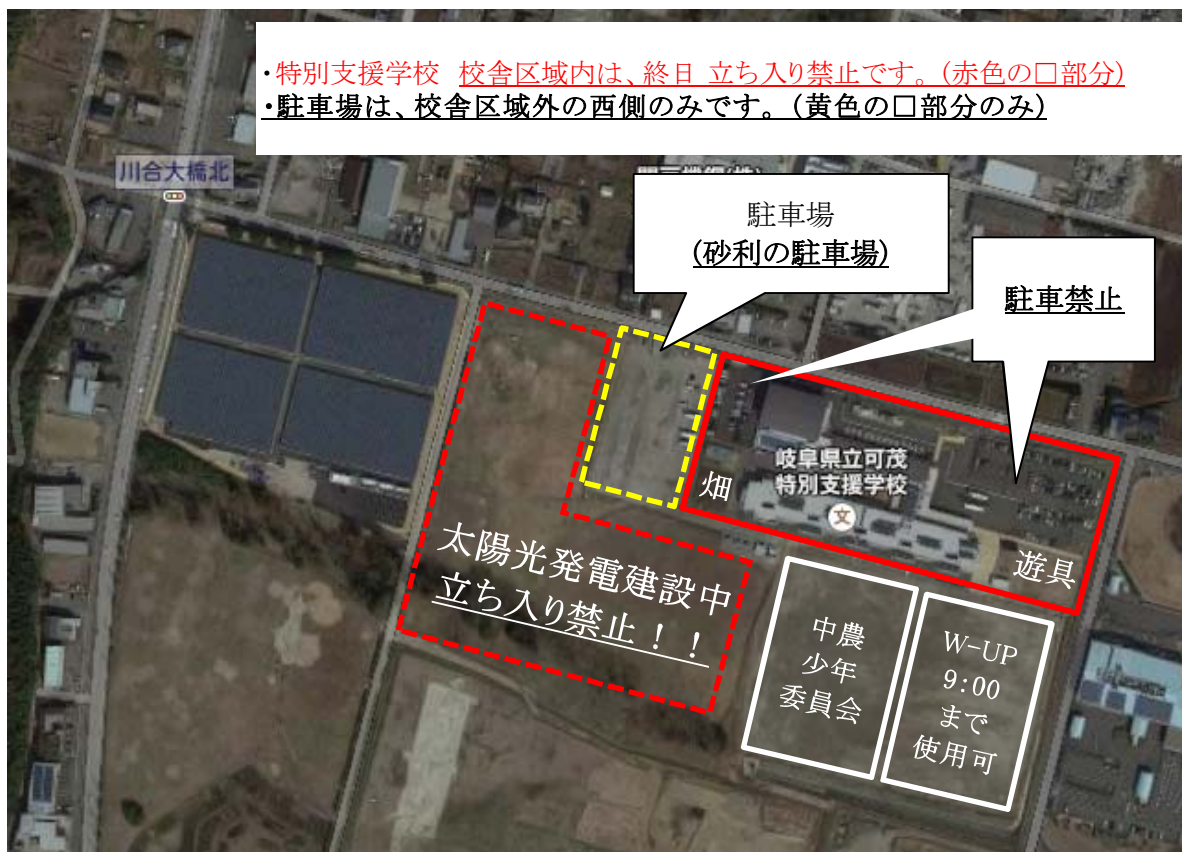 ・特別支援学校 校舎区域内は、終日 立ち入り禁止です。(赤色の□部分)
・駐車場は、校舎区域外の西側のみです。(黄色の□部分のみ)
川合大橋北
駐車場
(砂利の駐車場)
駐車禁止
岐阜県立可茂
特別支援学校
文
畑
遊具
太陽光発電建設中
立ち入り禁止！！
中農
少年
委員会
W-UP
9:00
まで
使用可